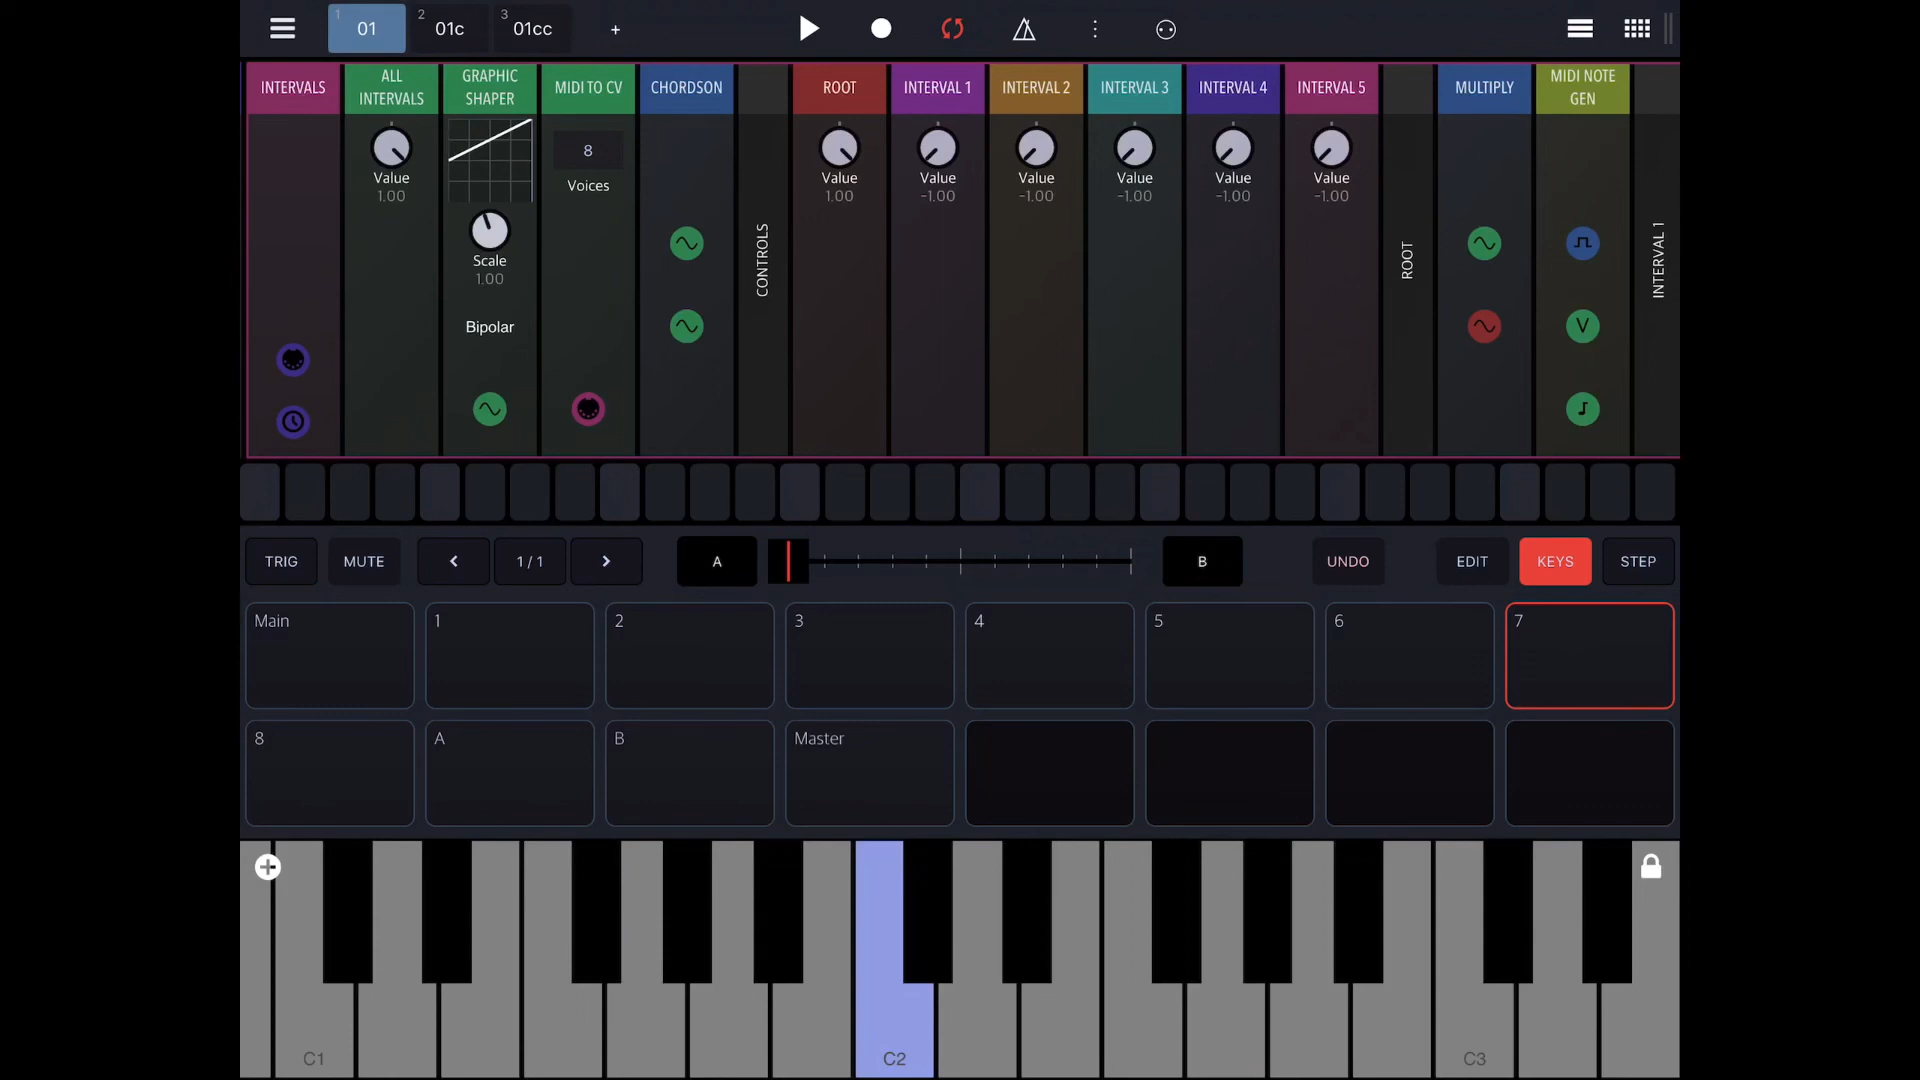 1 01
2 01c
3 01cc
+
INTERVALS
ALL
INTERVALS
GRAPHIC
SHAPER
MIDI TO CV
CHORDSON
ROOT
INTERVAL 1
INTERVAL 2
INTERVAL 3
INTERVAL 4
INTERVAL 5
MULTIPLY
MIDI NOTE
GEN
Value
1.00
Scale
1.00
Bipolar
8
Voices
CONTROLS
Value
1.00
Value
-1.00
Value
-1.00
Value
-1.00
Value
-1.00
Value
-1.00
ROOT
V
INTERVAL 1
TRIG
MUTE
<
1 / 1
>
A
B
UNDO
EDIT
KEYS
STEP
Main
1
2
3
4
5
6
7
8
A
B
Master
C1
C2
C3